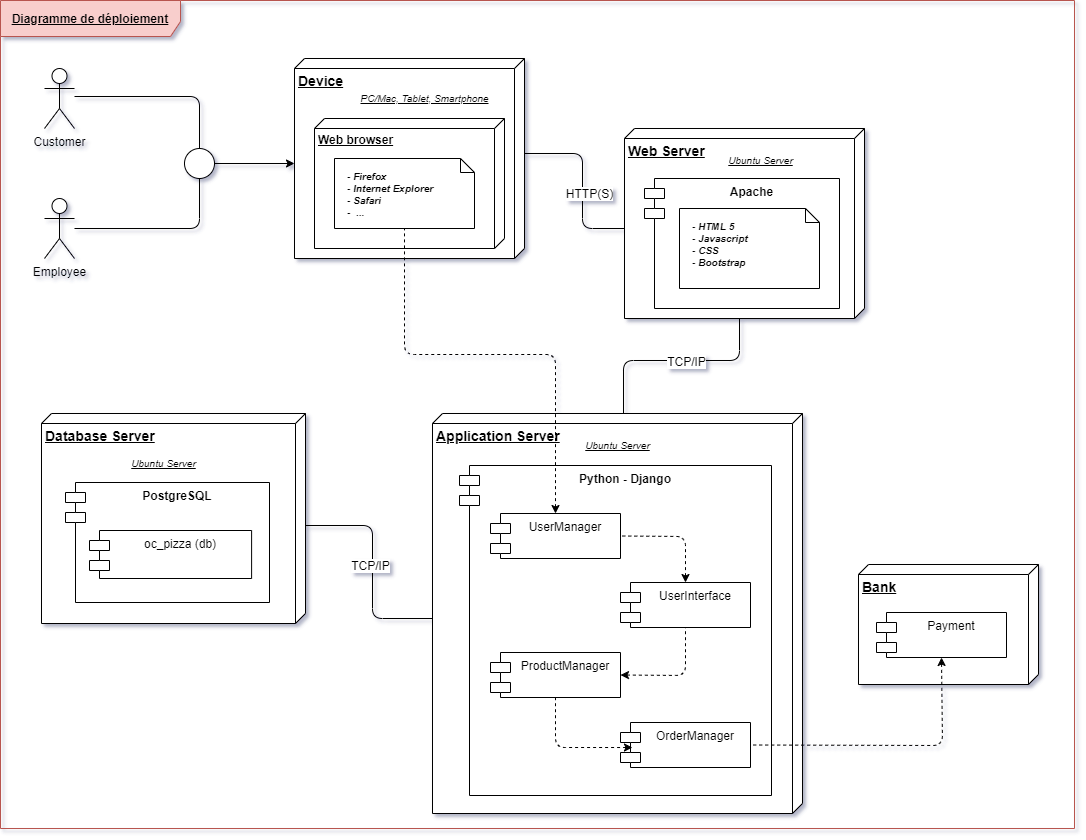 Diagramme de déploiement
Customer
Employee
Device
PC/Mac, Tablet, Smartphone
Web browser
- Firefox
- Internet Explorer
- Safari
- ...
HTTP(S)
Web Server
Ubuntu Server
Apache
- HTML 5
- Javascript
- CSS
- Bootstrap
TCP/IP
Database Server
Ubuntu Server
PostgreSQL
oc_pizza (db)
TCP/IP
Application Server
Ubuntu Server
Python - Django
UserManager
UserInterface
ProductManager
OrderManager
Bank
Payment